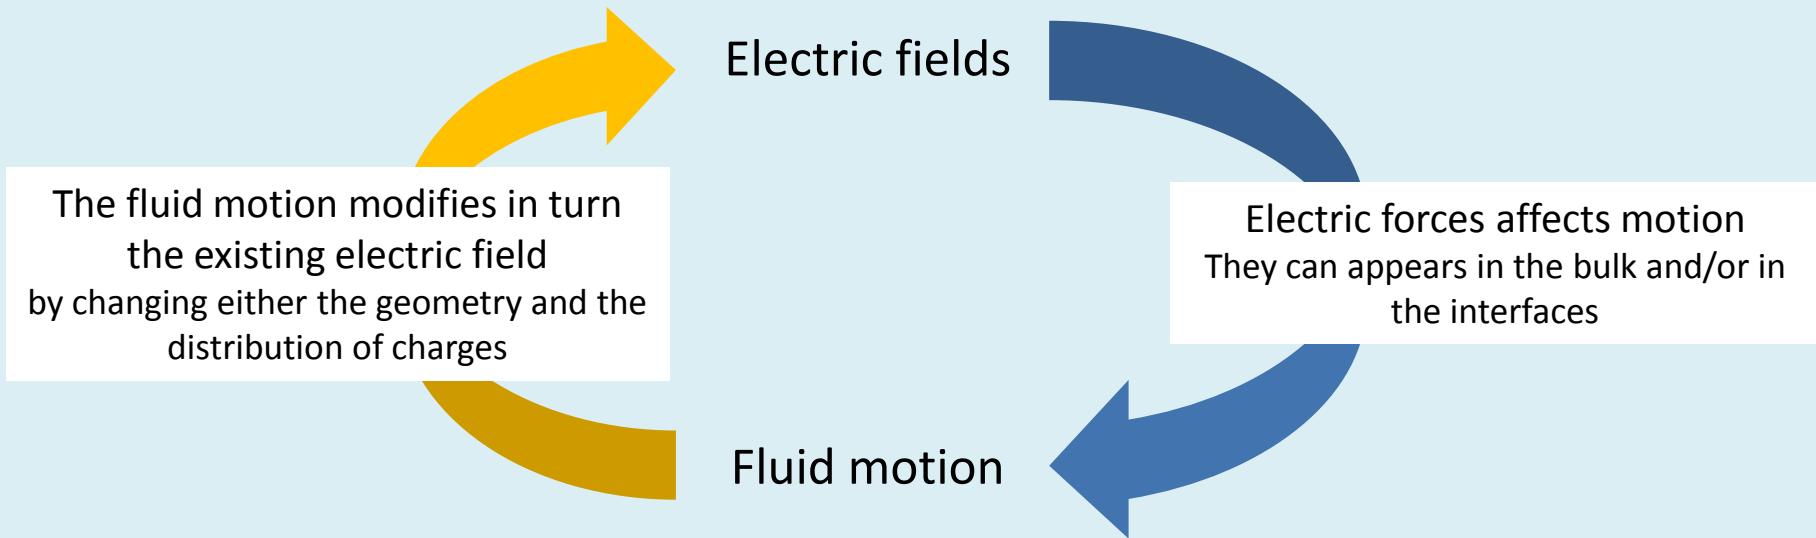 Electric fields
The fluid motion modifies in turn
the existing electric field
by changing either the geometry and the
distribution of charges
Electric forces affects motion
They can appears in the bulk and/or in
the interfaces
Fluid motion